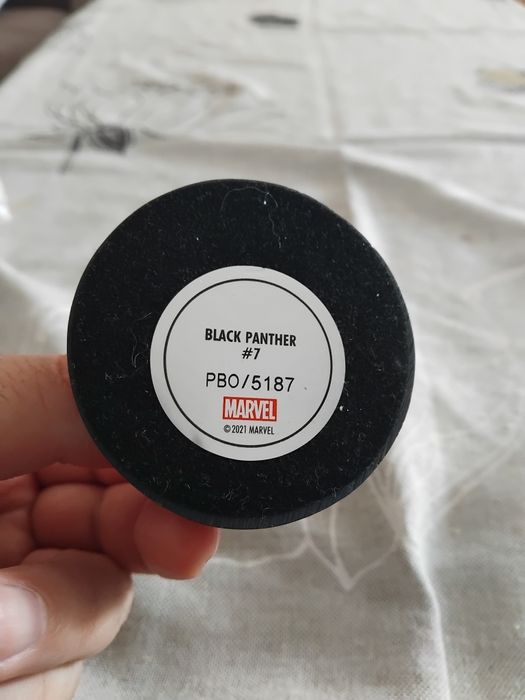 BLACK PANTHER
#7
PBO/5187
MARVEL
© 2021 MARVEL